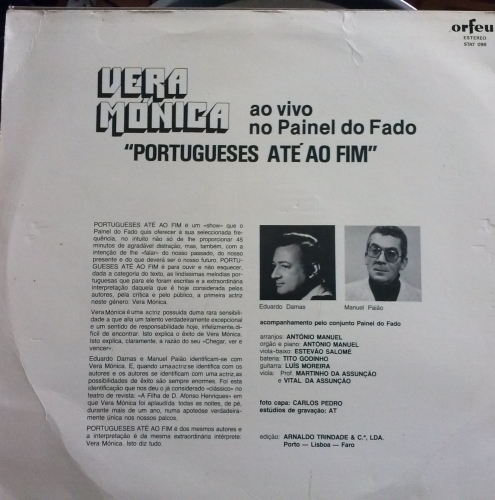 orfeu
ESTEREO
STAT 098
VERA
MÓNICA
ao vivo
no Painel do Fado
"PORTUGUESES ATÉ AO FIM"
PORTUGUESES ATÉ AO FIM é um «show» que o
Painel do Fado quis oferecer à sua seleccionada fre-
quência, no intuito não só de lhe proporcionar 45
minutos de agradável distração, mas, também, com a
intenção de lhe «falar» do nosso passado, do nosso
presente e do que deverá ser o nosso futuro. PORTU-
GUESES ATÉ AO FIM é para ouvir e não esquecer,
dada a categoria do texto, as lindíssimas melodias por-
tuguesas que para ele foram escritas e a extraordinária
interpretação daquela que é hoje considerada pelos
autores, pela crítica e pelo público, a primeira actriz
neste género: Vera Mónica.
Vera Mónica é uma actriz possuída duma rara sensibili-
dade a que alia um talento verdadeiramente excepcional
e um sentido de responsabilidade hoje, infelizmente, di-
fícil de encontrar. Isto explica o êxito de Vera Mónica,
Isto explica, claramente, a razão do seu «Chegar, ver e
vencer».
Eduardo Damas e Manuel Paião identificam-se com
Vera Mónica. E, quando uma actriz se identifica com os
autores e os autores se identificam com uma actriz, as
possibilidades de êxito são sempre enormes. Foi esta
identificação que nos deu o já considerado «clássico» no
teatro de revista: «A Filha de D. Afonso Henriques» em
que Vera Mónica foi aplaudida, todas as noites, de pé,
durante mais de um ano, numa apoteóse verdadeira-
mente única nos nossos palcos.
PORTUGUESES ATÉ AO FIM é dos mesmos autores e
a interpretação é da mesma extraordinária intérprete:
Vera Mónica. Isto diz tudo.
Eduardo Damas
Manuel Paião
acompanhamento pelo conjunto Painel do Fado
arranjos: ANTÓNIO MANUEL
orgão e piano: ANTONIO MANUEL
viola-baixo: ESTEVÃO SALOMÉ
bateria: TITO GODINHO
guitarra: LUÍS MOREIRA
viola: Prof. MARTINHO DA ASSUNÇÃO
e VITAL DA ASSUNÇÃO
foto capa: CARLOS PEDRO
estúdios de gravação: AT
edição: ARNALDO TRINDADE & C.ª, LDA.
Porto — Lisboa — Faro